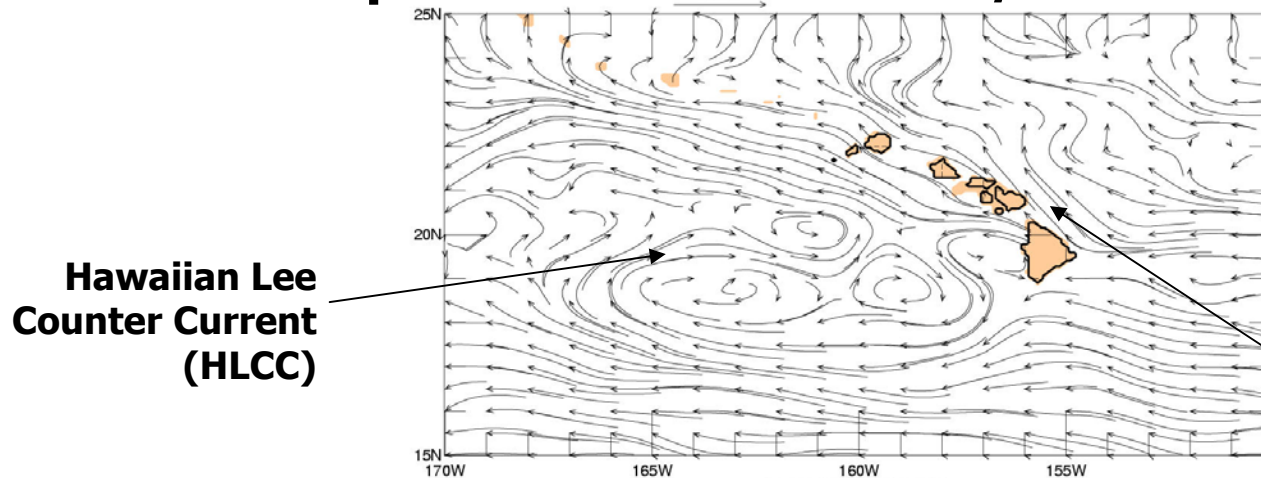 25N
20N
Hawaiian Lee
Counter Current
(HLCC)
15N
170W
165W
160W
155W